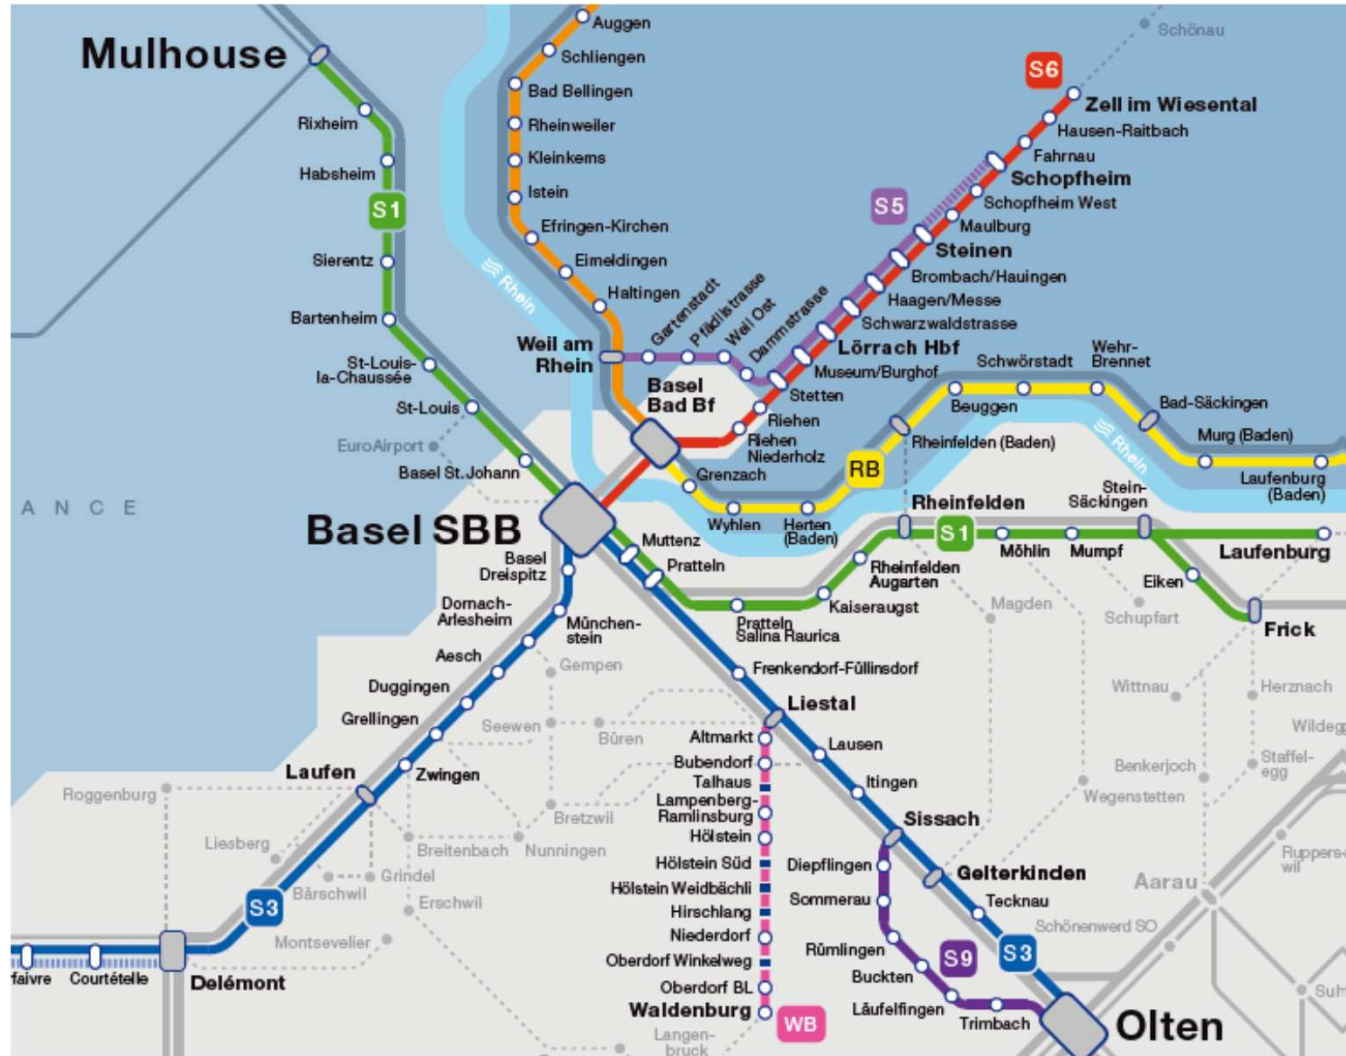 Auggen
Schliengen
Schönau
Mulhouse
S6
Bad Bellingen
Zell im Wiesental
Rixheim
Rheinweiler
Hausen-Raitbach
Kleinkems
Fahrnau
Habsheim
Schopfheim
Istein
S5
Schopfheim West
S1
Efringen-Kirchen
Maulburg
Steinen
Sierentz
Eimeldingen
Rhein
Brombach/Hauingen
Haltingen
Haagen/Messe
Bartenheim
Gartenstadt
Pfädlistrasse
Weil Ost
Dammstrasse
Schwarzwaldstrasse
Weil am
Rhein
Lörrach Hbf
St-Louis-
la-Chaussée
Museum/Burghof
Schwörstadt
Wehr-
Brennet
Basel
Bad Bf
Stetten
Beuggen
Bad-Säckingen
St-Louis
Riehen
Rheinfelden (Baden)
Murg (Baden)
Rhein
EuroAirport
Riehen
Niederholz
Basel St. Johann
Grenzach
RB
Laufenburg
(Baden)
ANCE
Basel SBB
Wyhlen
Herten
(Baden)
Rheinfelden
Stein-
Säckingen
S1
Muttenz
Möhlin
Mumpf
Laufenburg
Basel
Dreispitz
Pratteln
Rheinfelden
Augarten
Eiken
Dornach-
Arlesheim
Kaiseraugst
Magden
Schupfart
München-
stein
Pratteln
Salina Raurica
Frick
Aesch
Gempen
Frenkendorf-Füllinsdorf
Duggingen
Wittnau
Herznach
Grellingen
Seewen
Büren
Liestal
Wildegg
Altmarkt
Lausen
Laufen
Zwingen
Bubendorf
Benkerjoch
Staffel-
egg
Roggenburg
Talhaus
Itingen
Wegenstetten
Lampenberg-
Ramlinsburg
Bretzwil
Sissach
Liesberg
Breitenbach
Nunningen
Hölstein
Ruppers-
wil
Hölstein Süd
Diepflingen
Gelterkinden
Bärschwil
Grindel
Hölstein Weidbächli
Aarau
S3
Erschwil
Hirschlang
Sommerau
Tecknau
Schönenwerd SO
Montsevelier
Niederdorf
Rümlingen
S9
S3
Oberdorf Winkelweg
Buckten
faivre
Courtételle
Delémont
Oberdorf BL
Läufelfingen
Suh
Waldenburg
WB
Trimbach
Olten
Langen-
bruck